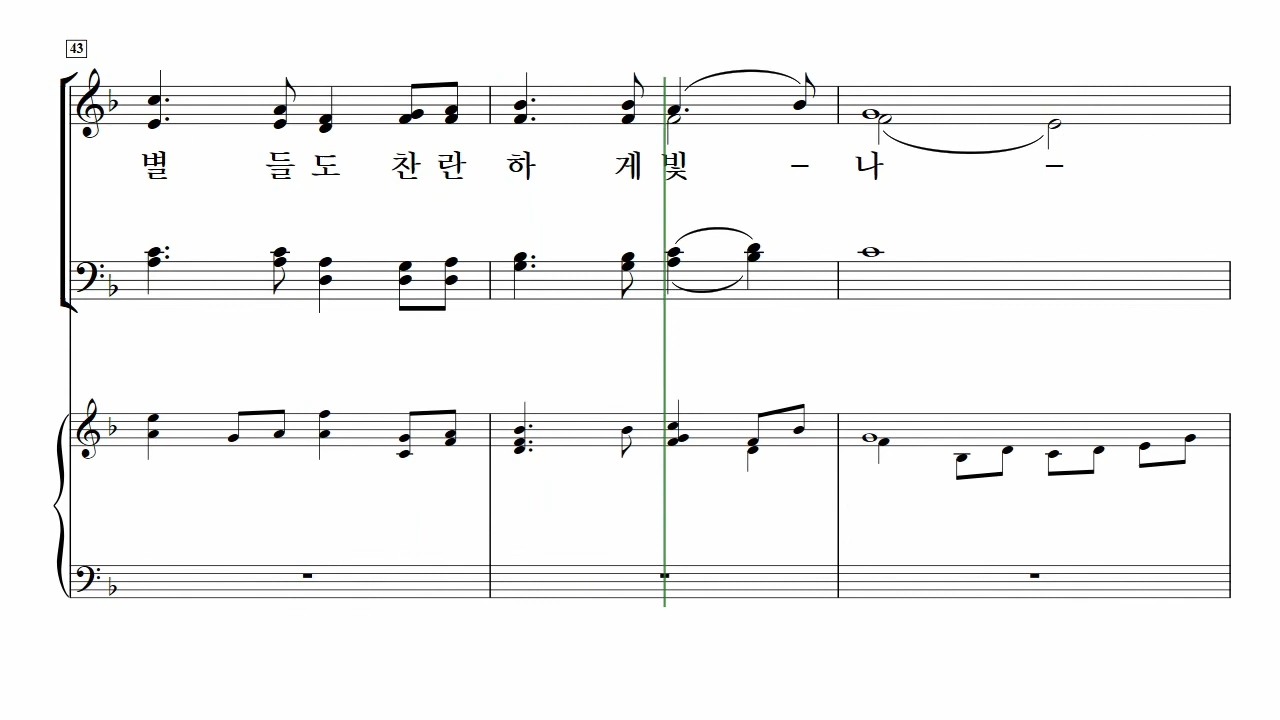 43
별 들 도 찬 란 하 게 빛 – 나 –